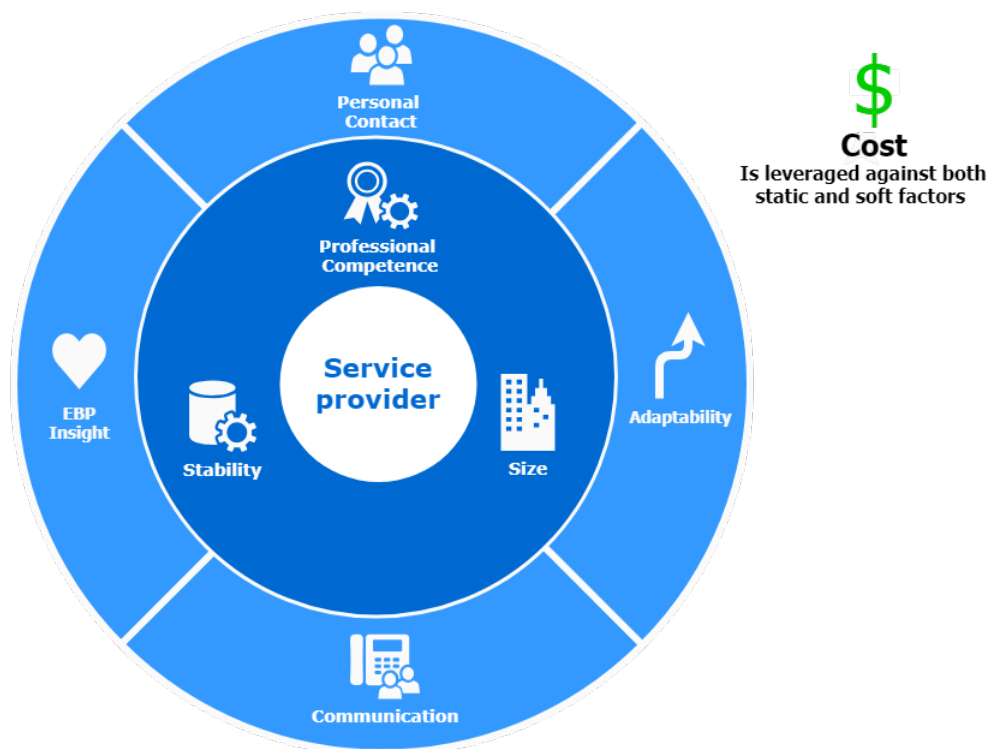 Personal
Contact
$
Cost
Is leveraged against both
static and soft factors
Professional
Competence
Service
provider
EBP
Insight
Adaptability
Stability
Size
Communication